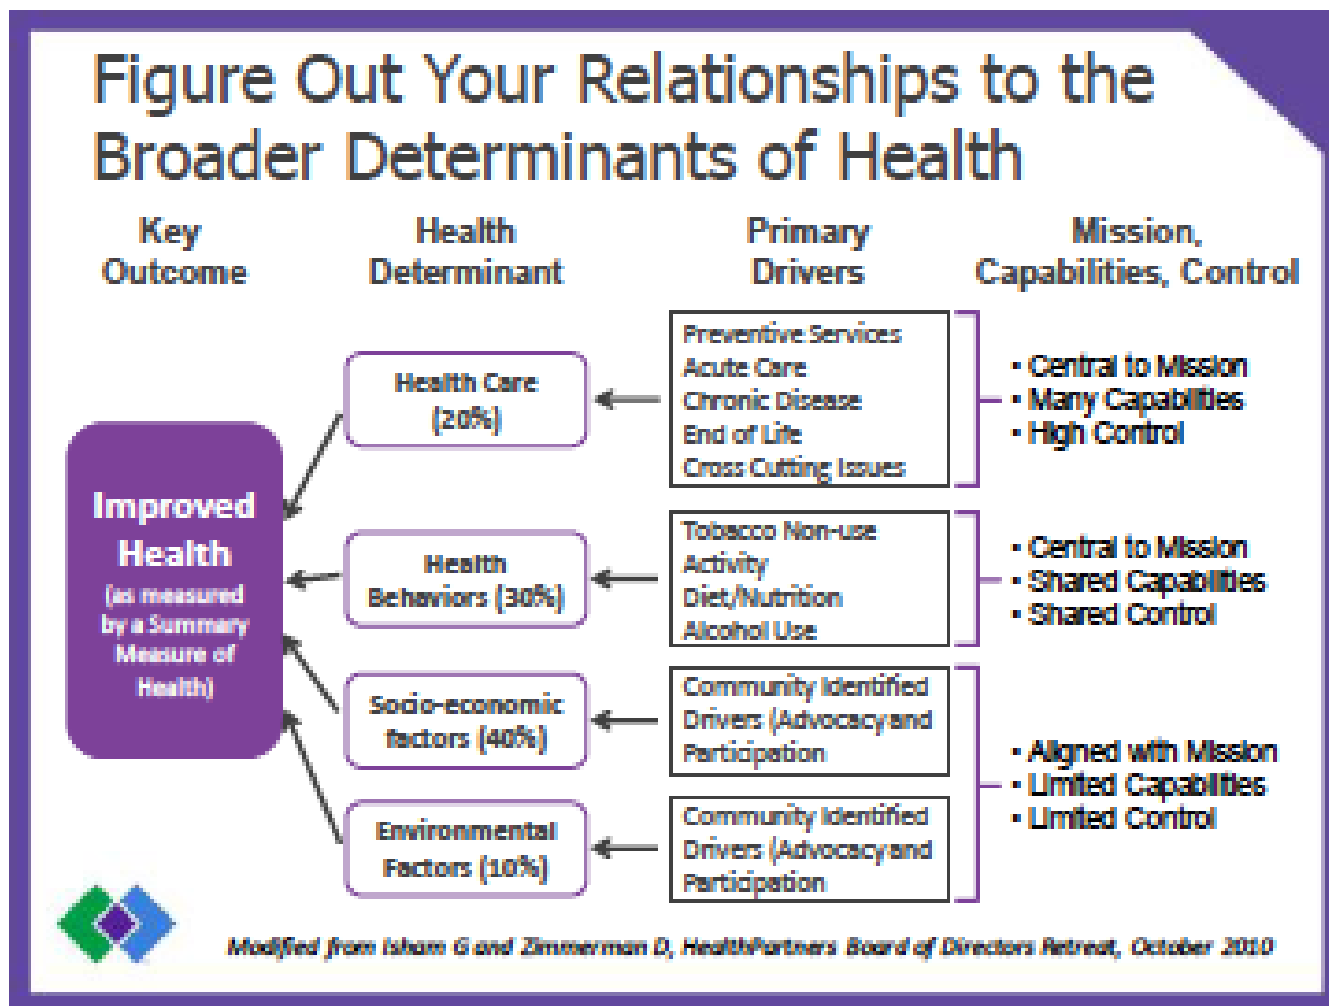 Figure Out Your Relationships to the
Broader Determinants of Health
Key
Outcome
Health
Determinant
Primary
Drivers
Mission,
Capabilities, Control
Improved
Health
(as measured
by a Summary
Measure of
Health)
Health Care
(20%)
Preventive Services
Acute Care
Chronic Disease
End of Life
Cross Cutting Issues
• Central to Mission
• Many Capabilities
• High Control
Health
Behaviors (30%)
Tobacco Non-use
Activity
Diet/Nutrition
Alcohol Use
• Central to Mission
• Shared Capabilities
• Shared Control
Socio-economic
factors (40%)
Community Identified
Drivers (Advocacy and
Participation
Environmental
Factors (10%)
Community Identified
Drivers (Advocacy and
Participation
• Aligned with Mission
• Limited Capabilities
• Limited Control
Modified from Isham G and Zimmerman D, HealthPartners Board of Directors Retreat, October 2010